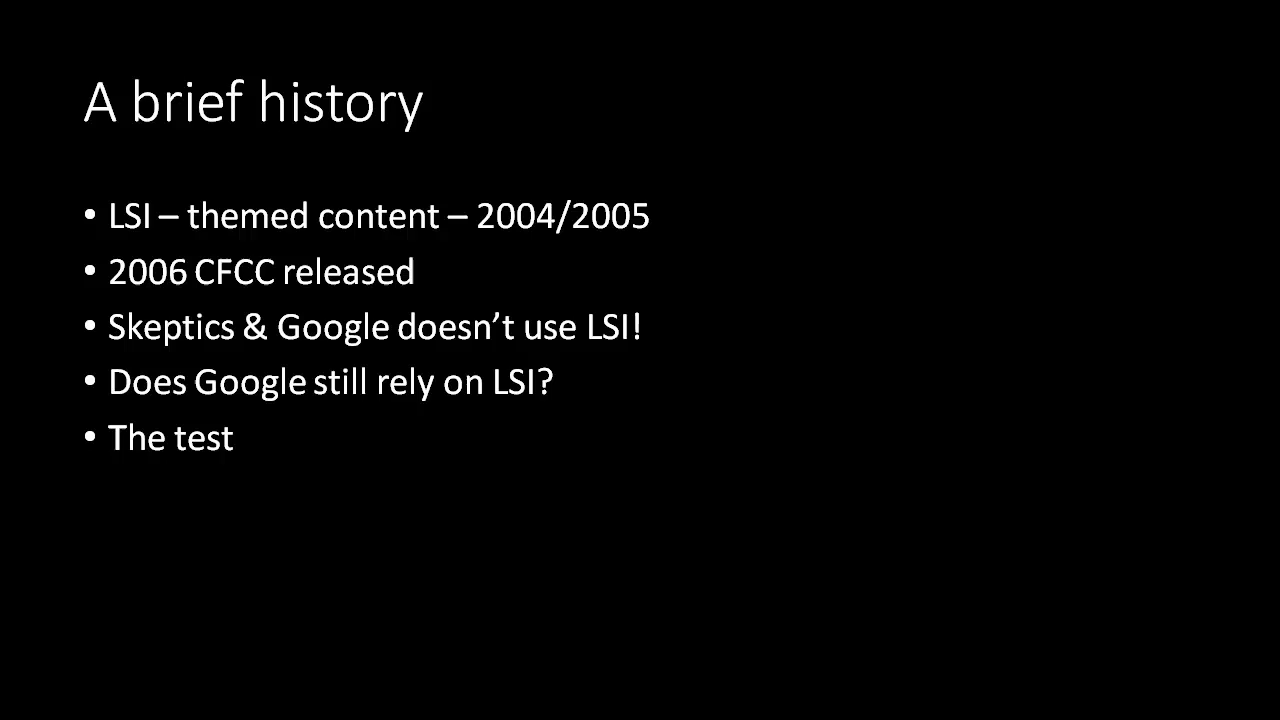 A brief history
• LSI – themed content – 2004/2005
• 2006 CFCC released
• Skeptics & Google doesn’t use LSI!
• Does Google still rely on LSI?
• The test